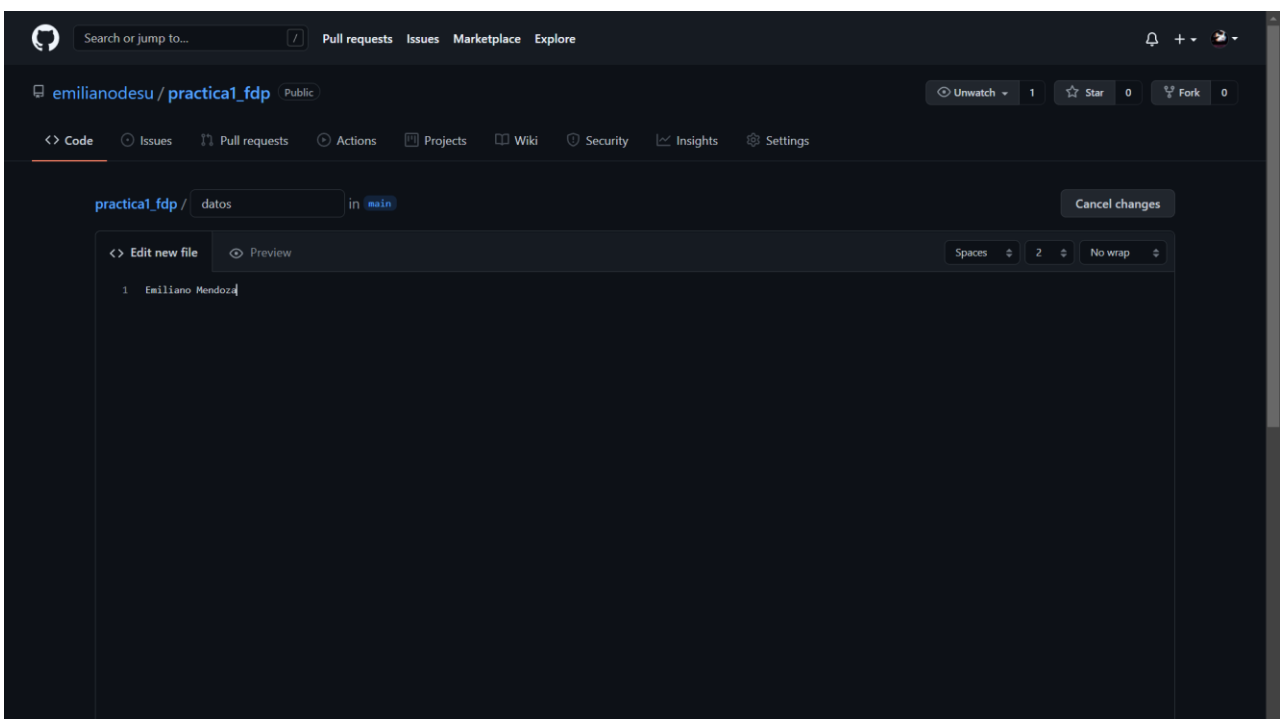 Search or jump to... / Pull requests Issues Marketplace Explore
emilianodesu / practica1_fdp Public Unwatch 1 Star 0 Fork 0
<> Code Issues Pull requests Actions Projects Wiki Security Insights Settings
practica1_fdp / datos in main Cancel changes
<> Edit new file Preview Spaces 2 No wrap
1 Emiliano Mendoza